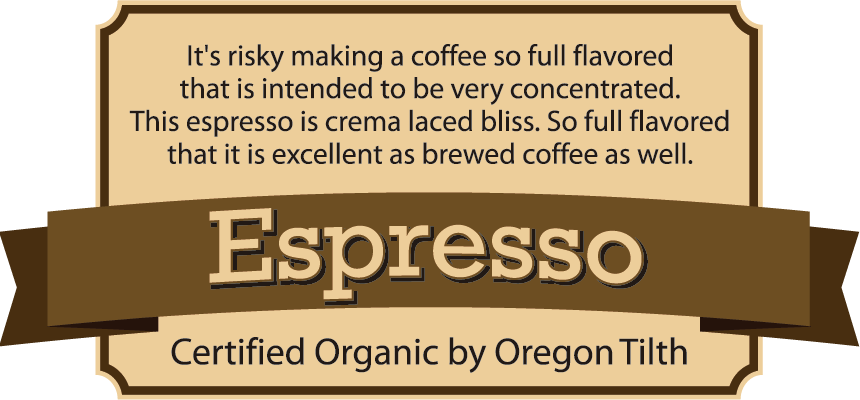 It's risky making a coffee so full flavored
that is intended to be very concentrated.
This espresso is crema laced bliss. So full flavored
that it is excellent as brewed coffee as well.
Espresso
Certified Organic by Oregon Tilth